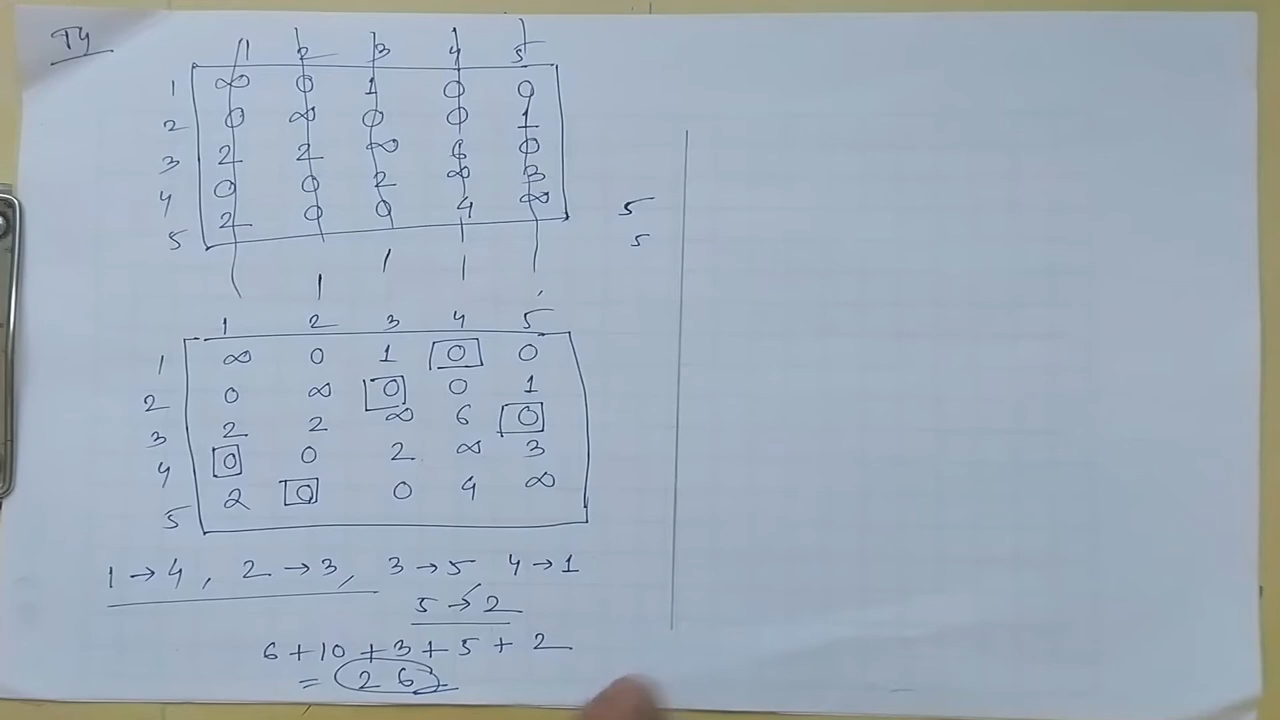 T4
1 2 3 4 5
1 ∞ 0 1 0 0
2 0 ∞ 0 0 1
3 2 2 ∞ 6 0
4 0 0 2 ∞ 3
5 2 0 0 4 ∞
5
5
1 2 3 4 5
1 ∞ 0 1 0 0
2 0 ∞ 0 0 1
3 2 2 ∞ 6 0
4 0 0 2 ∞ 3
5 2 0 0 4 ∞
1 → 4 , 2 → 3, 3 → 5 4 → 1
5 → 2
6 + 10 + 3 + 5 + 2
= 26